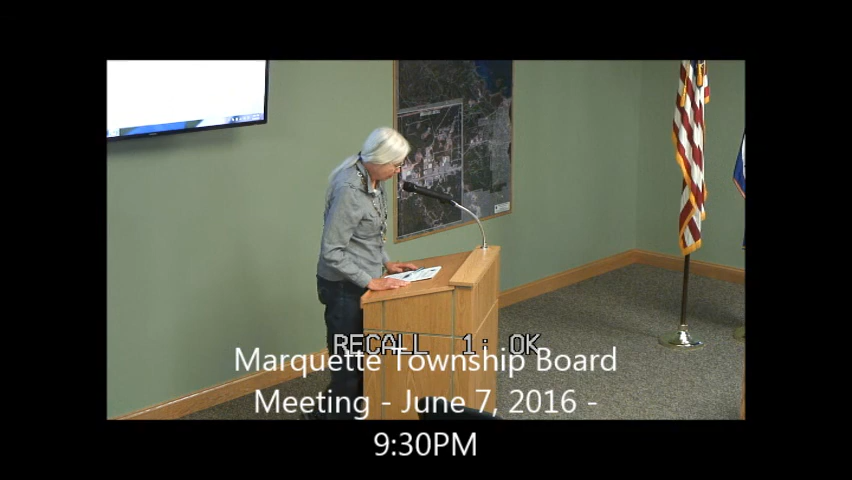 RECALL 1: OK
Marquette Township Board
Meeting - June 7, 2016 -
9:30PM